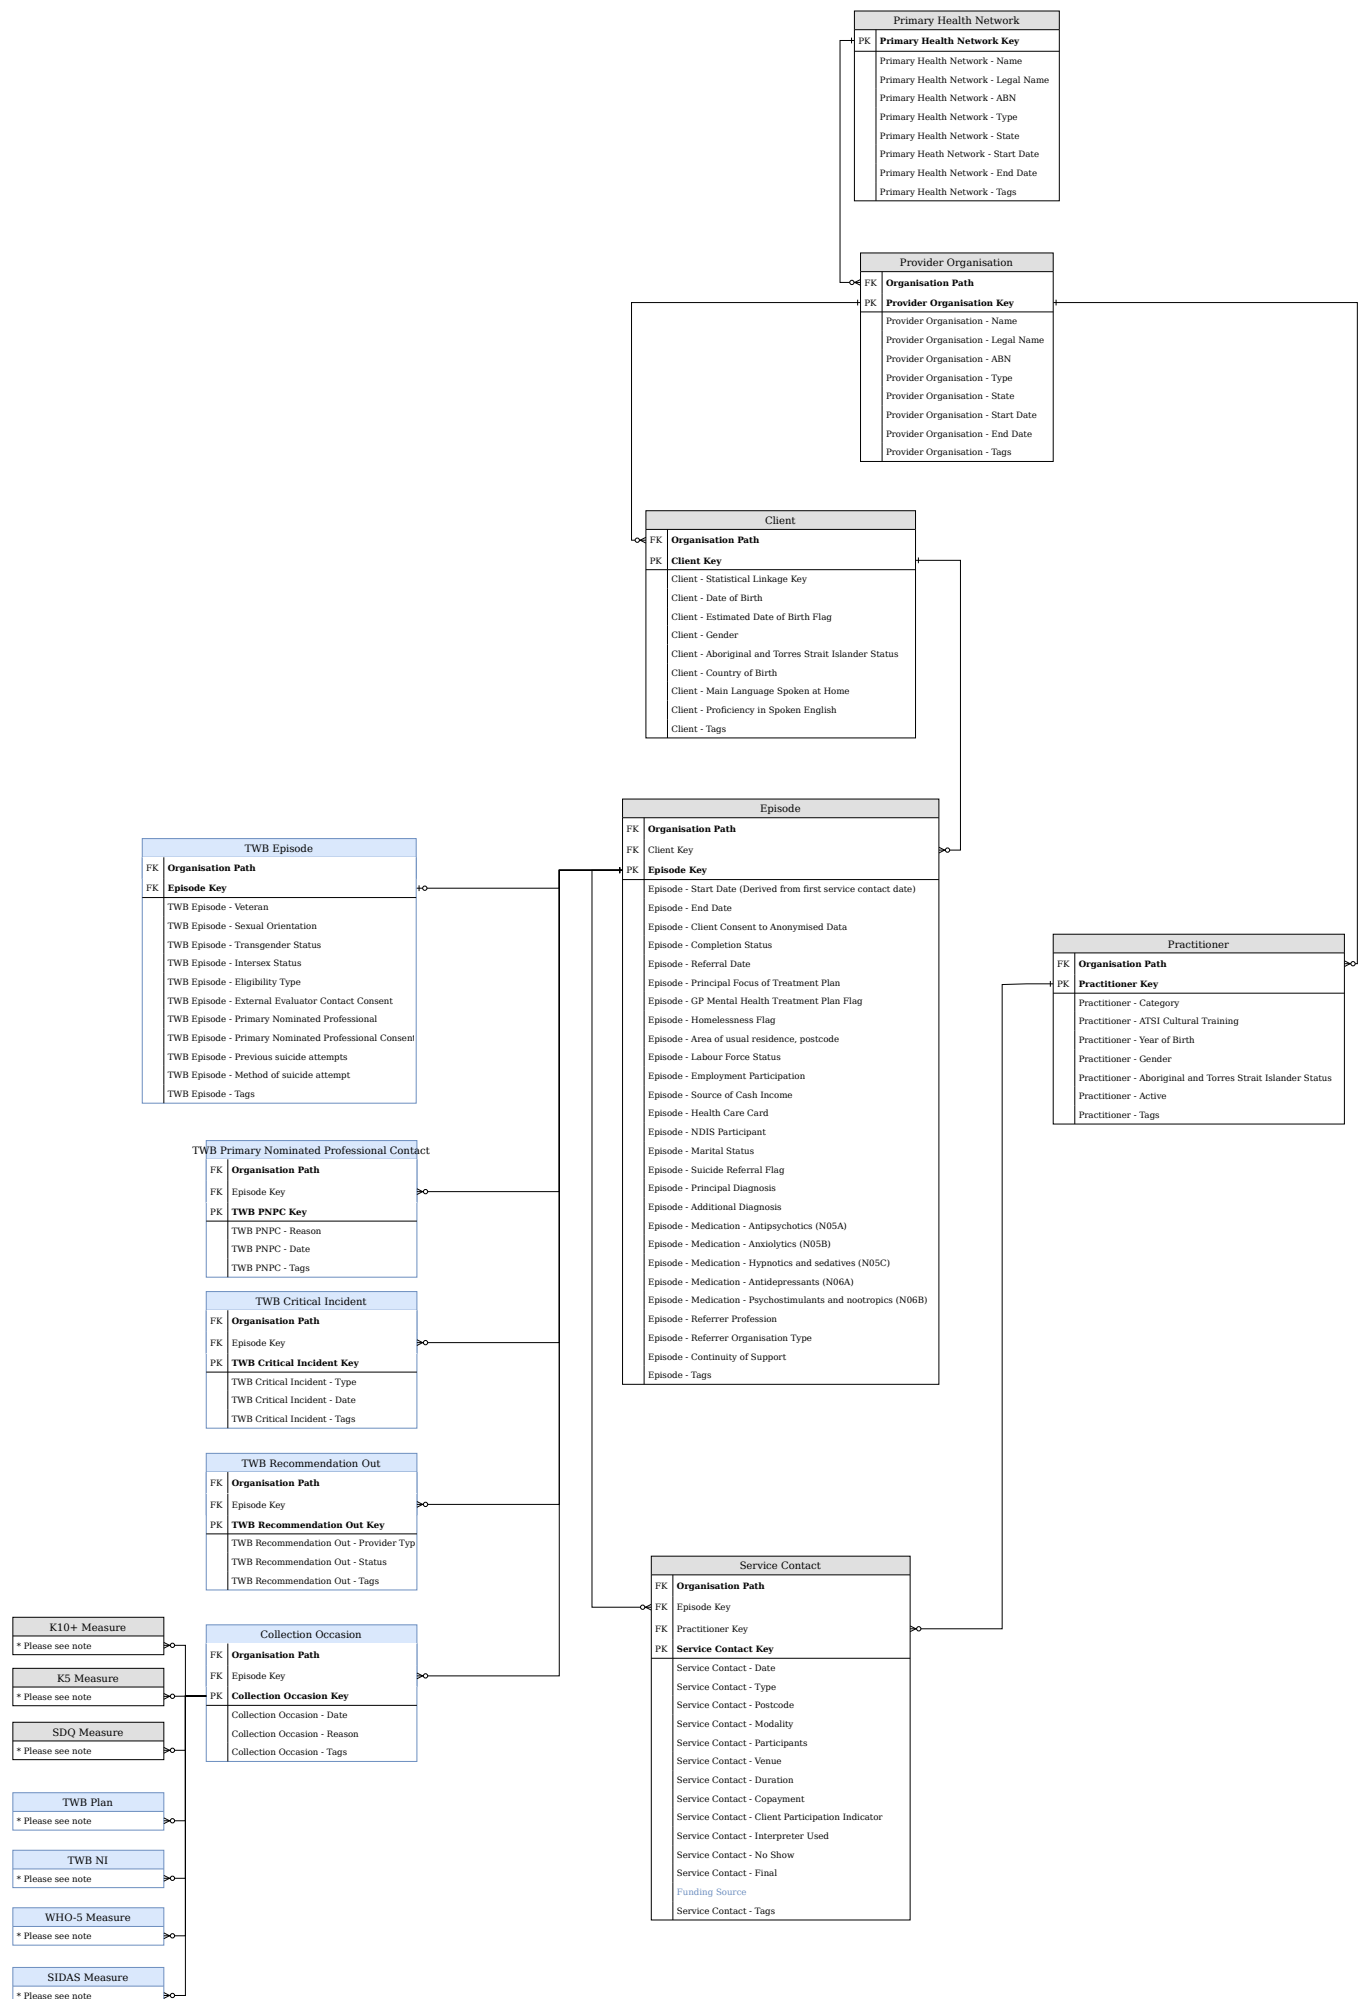 Primary Health Network
PK Primary Health Network Key
Primary Health Network - Name
Primary Health Network - Legal Name
Primary Health Network - ABN
Primary Health Network - Type
Primary Health Network - State
Primary Heath Network - Start Date
Primary Health Network - End Date
Primary Health Network - Tags
Provider Organisation
FK Organisation Path
PK Provider Organisation Key
Provider Organisation - Name
Provider Organisation - Legal Name
Provider Organisation - ABN
Provider Organisation - Type
Provider Organisation - State
Provider Organisation - Start Date
Provider Organisation - End Date
Provider Organisation - Tags
Client
FK Organisation Path
PK Client Key
Client - Statistical Linkage Key
Client - Date of Birth
Client - Estimated Date of Birth Flag
Client - Gender
Client - Aboriginal and Torres Strait Islander Status
Client - Country of Birth
Client - Main Language Spoken at Home
Client - Proficiency in Spoken English
Client - Tags
Episode
FK Organisation Path
FK Client Key
PK Episode Key
Episode - Start Date (Derived from first service contact date)
Episode - End Date
Episode - Client Consent to Anonymised Data
Episode - Completion Status
Episode - Referral Date
Episode - Principal Focus of Treatment Plan
Episode - GP Mental Health Treatment Plan Flag
Episode - Homelessness Flag
Episode - Area of usual residence, postcode
Episode - Labour Force Status
Episode - Employment Participation
Episode - Source of Cash Income
Episode - Health Care Card
Episode - NDIS Participant
Episode - Marital Status
Episode - Suicide Referral Flag
Episode - Principal Diagnosis
Episode - Additional Diagnosis
Episode - Medication - Antipsychotics (N05A)
Episode - Medication - Anxiolytics (N05B)
Episode - Medication - Hypnotics and sedatives (N05C)
Episode - Medication - Antidepressants (N06A)
Episode - Medication - Psychostimulants and nootropics (N06B)
Episode - Referrer Profession
Episode - Referrer Organisation Type
Episode - Continuity of Support
Episode - Tags
TWB Episode
FK Organisation Path
FK Episode Key
TWB Episode - Veteran
TWB Episode - Sexual Orientation
TWB Episode - Transgender Status
TWB Episode - Intersex Status
TWB Episode - Eligibility Type
TWB Episode - External Evaluator Contact Consent
TWB Episode - Primary Nominated Professional
TWB Episode - Primary Nominated Professional Consent
TWB Episode - Previous suicide attempts
TWB Episode - Method of suicide attempt
TWB Episode - Tags
Practitioner
FK Organisation Path
PK Practitioner Key
Practitioner - Category
Practitioner - ATSI Cultural Training
Practitioner - Year of Birth
Practitioner - Gender
Practitioner - Aboriginal and Torres Strait Islander Status
Practitioner - Active
Practitioner - Tags
TWB Primary Nominated Professional Contact
FK Organisation Path
FK Episode Key
PK TWB PNPC Key
TWB PNPC - Reason
TWB PNPC - Date
TWB PNPC - Tags
TWB Critical Incident
FK Organisation Path
FK Episode Key
PK TWB Critical Incident Key
TWB Critical Incident - Type
TWB Critical Incident - Date
TWB Critical Incident - Tags
TWB Recommendation Out
FK Organisation Path
FK Episode Key
PK TWB Recommendation Out Key
TWB Recommendation Out - Provider Typ
TWB Recommendation Out - Status
TWB Recommendation Out - Tags
Service Contact
FK Organisation Path
FK Episode Key
FK Practitioner Key
PK Service Contact Key
Service Contact - Date
Service Contact - Type
Service Contact - Postcode
Service Contact - Modality
Service Contact - Participants
Service Contact - Venue
Service Contact - Duration
Service Contact - Copayment
Service Contact - Client Participation Indicator
Service Contact - Interpreter Used
Service Contact - No Show
Service Contact - Final
Funding Source
Service Contact - Tags
Collection Occasion
FK Organisation Path
FK Episode Key
PK Collection Occasion Key
Collection Occasion - Date
Collection Occasion - Reason
Collection Occasion - Tags
K10+ Measure
* Please see note
K5 Measure
* Please see note
SDQ Measure
* Please see note
TWB Plan
* Please see note
TWB NI
* Please see note
WHO-5 Measure
* Please see note
SIDAS Measure
* Please see note